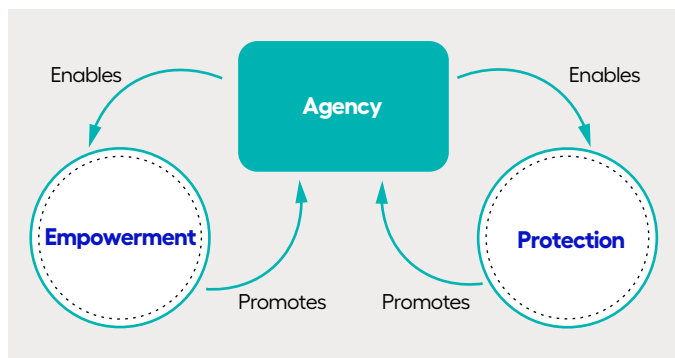 Enables
Enables
Agency
Empowerment
Protection
Promotes
Promotes